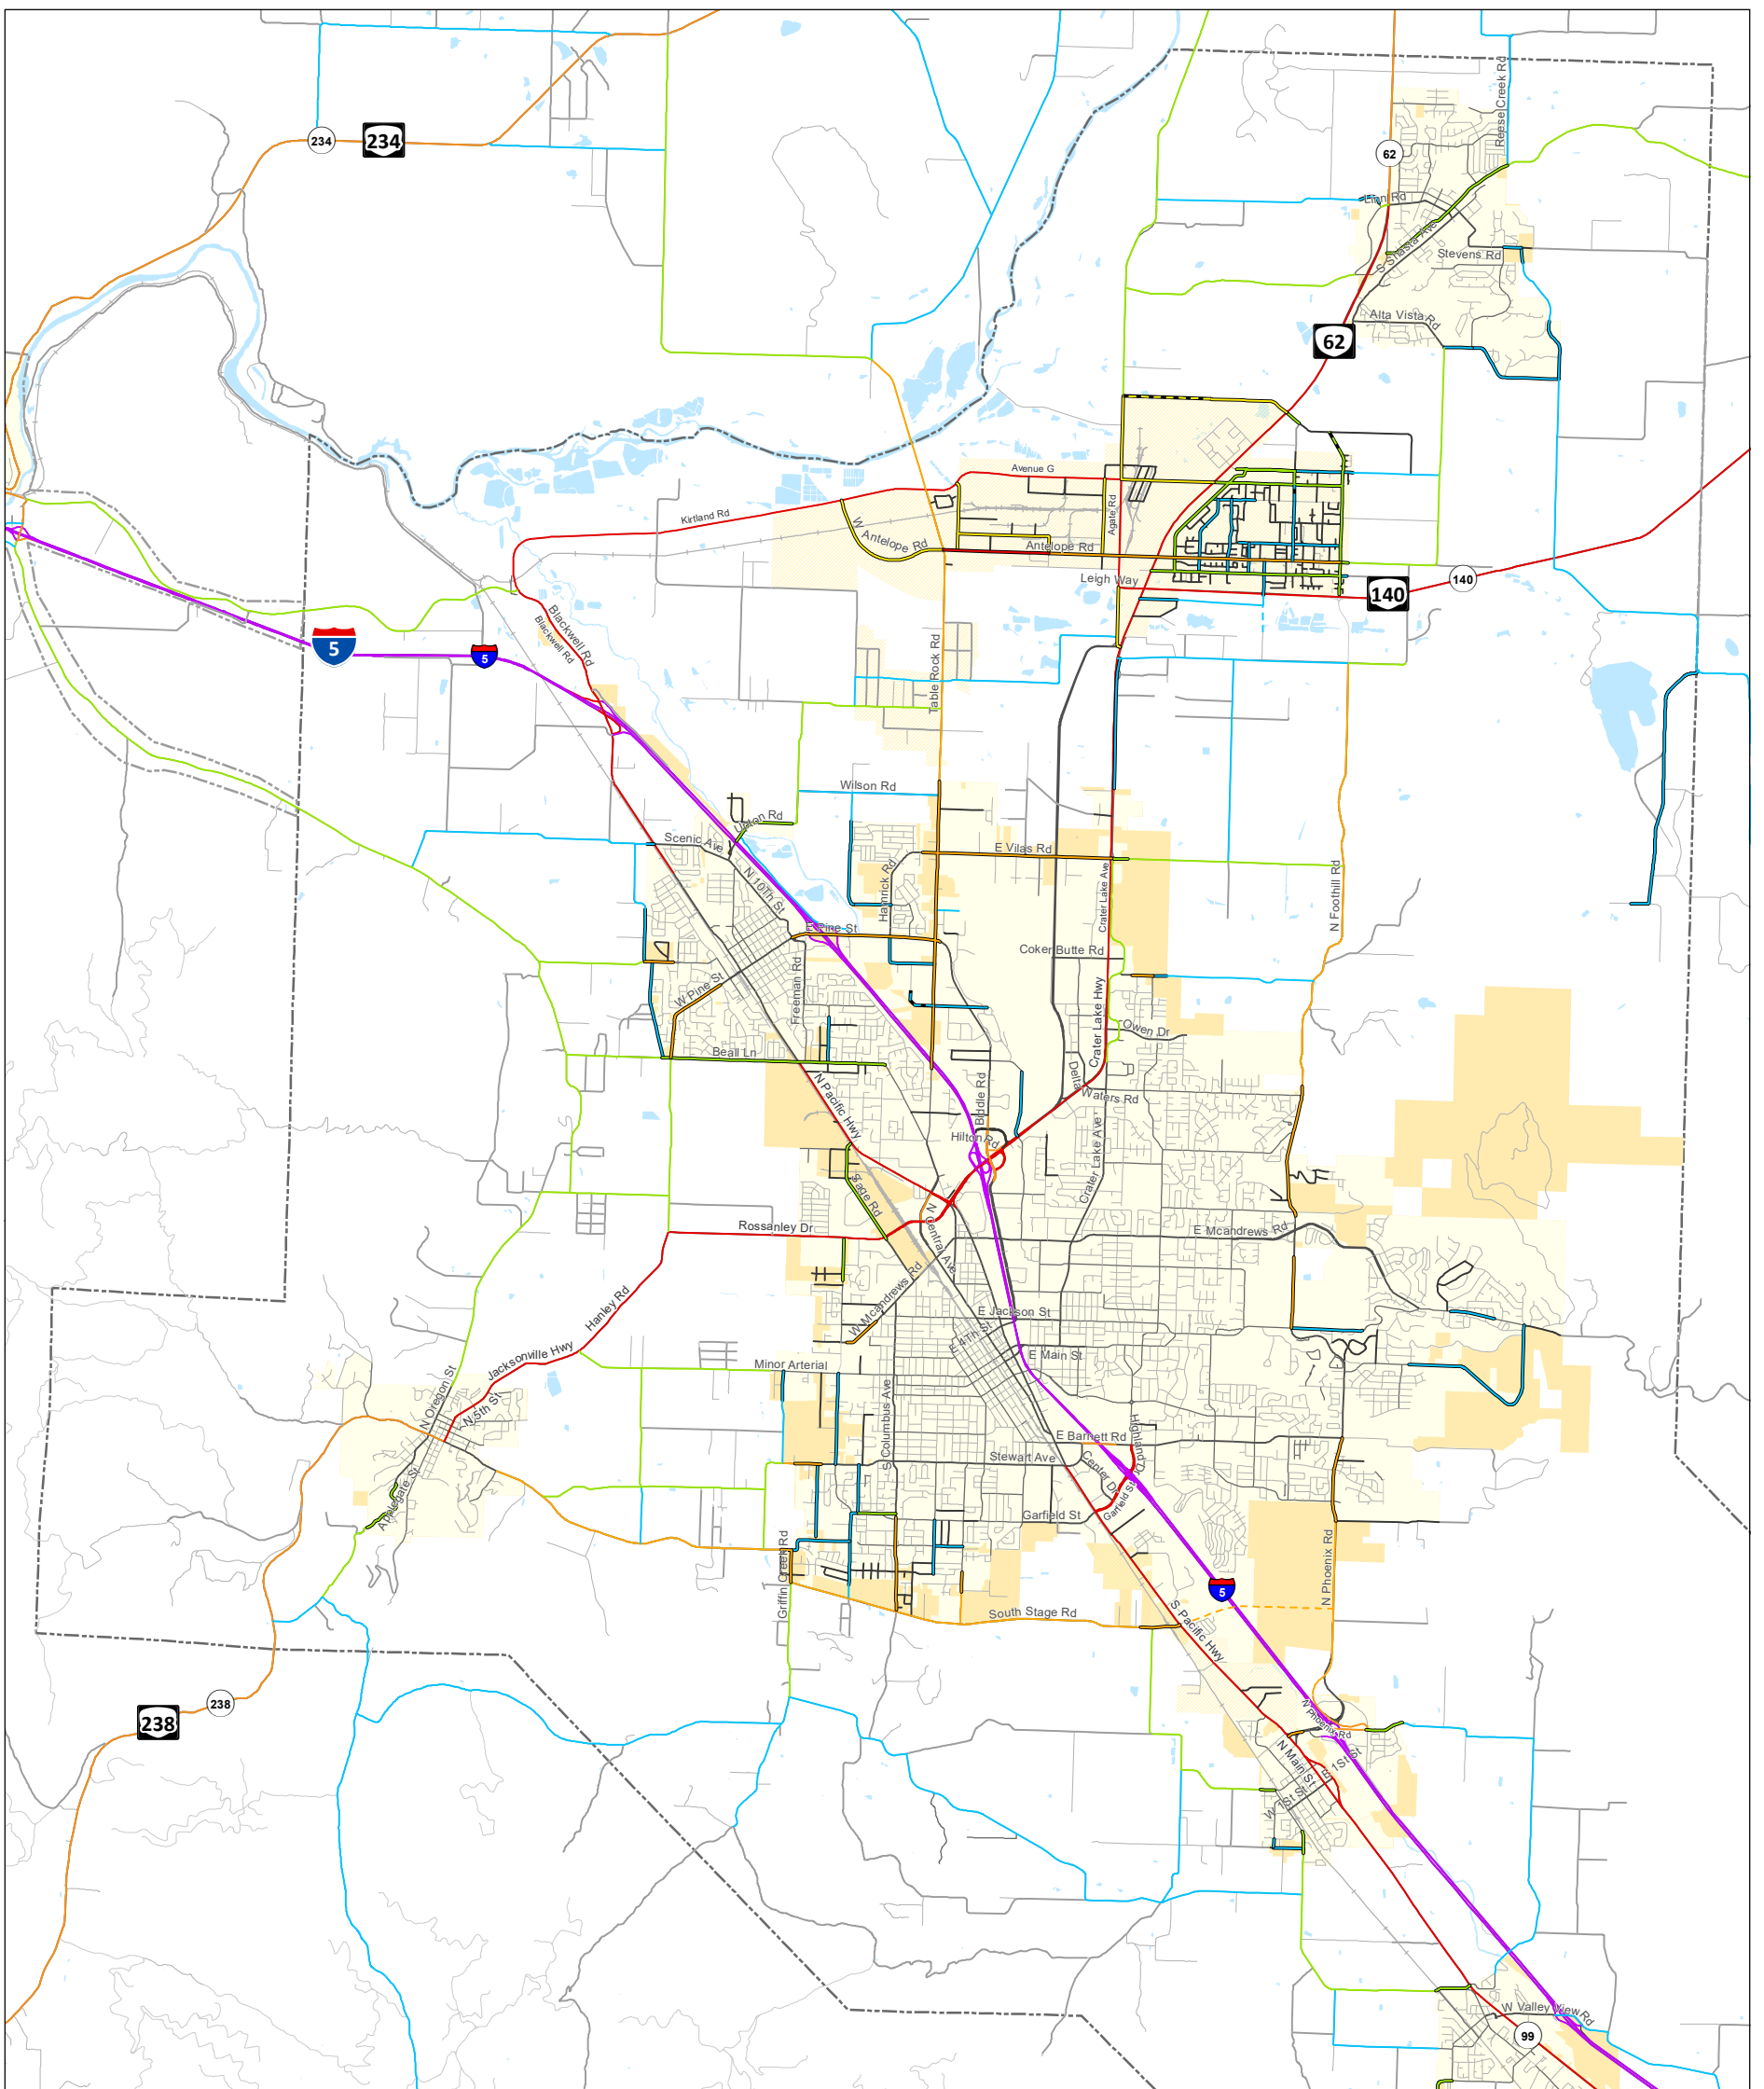 Reese Creek Rd
234
234
62
Linn Rd
S Shasta Ave
Stevens Rd
Alta Vista Rd
62
Avenue G
Kirtland Rd
Agate Rd
W Antelope Rd
Antelope Rd
Leigh Way
140
140
Blackwell Rd
Blackwell Rd
5
5
Table Rock Rd
Wilson Rd
Upton Rd
Scenic Ave
E Vilas Rd
N 10Th St
Hamrick Rd
Crater Lake Ave
N Foothill Rd
E Pine St
Coker Butte Rd
W Pine St
Freeman Rd
Crater Lake Hwy
Owen Dr
Beall Ln
Delta Waters Rd
N Pacific Hwy
Biddle Rd
Hilton Rd
Crater Lake Ave
Sage Rd
N Central Ave
Rossanley Dr
E Mcandrews Rd
W Mcandrews Rd
Hanley Rd
E Jackson St
E 4Th St
E Main St
Jacksonville Hwy
Minor Arterial
N Oregon St
N 5th St
S Columbus Ave
Highland Dr
E Barnett Rd
Stewart Ave
Center Dr
Applegate St
Garfield St
Garfield St
Griffin Creek Rd
N Phoenix Rd
5
South Stage Rd
S Pacific Hwy
238
238
N Phoenix Rd
N Main St
E 1St St
W 1St St
W Valley View Rd
99